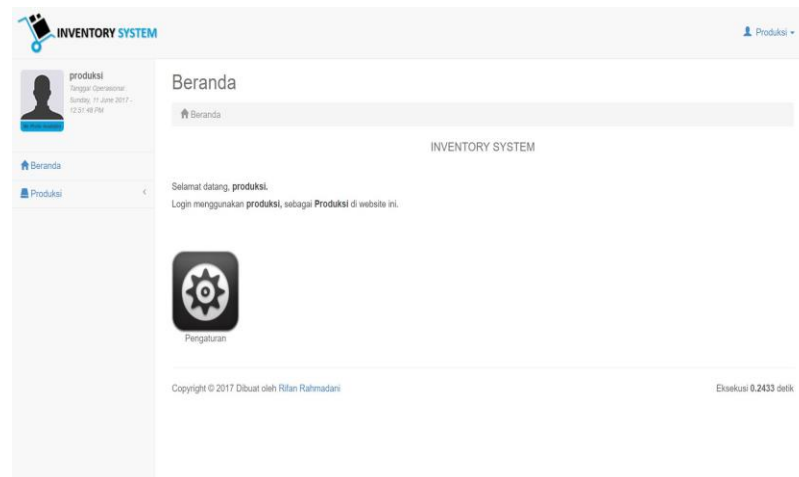 INVENTORY SYSTEM
Produksi
produksi
Tanggal Operasional
Sunday, 11 June 2017 -
12:51:46 PM
Beranda
Produksi
Beranda
Beranda
INVENTORY SYSTEM
Selamat datang, produksi.
Login menggunakan produksi, sebagai Produksi di website ini.
Pengaturan
Copyright © 2017 Dibuat oleh Rifan Rahmadani
Eksekusi 0.2433 detik